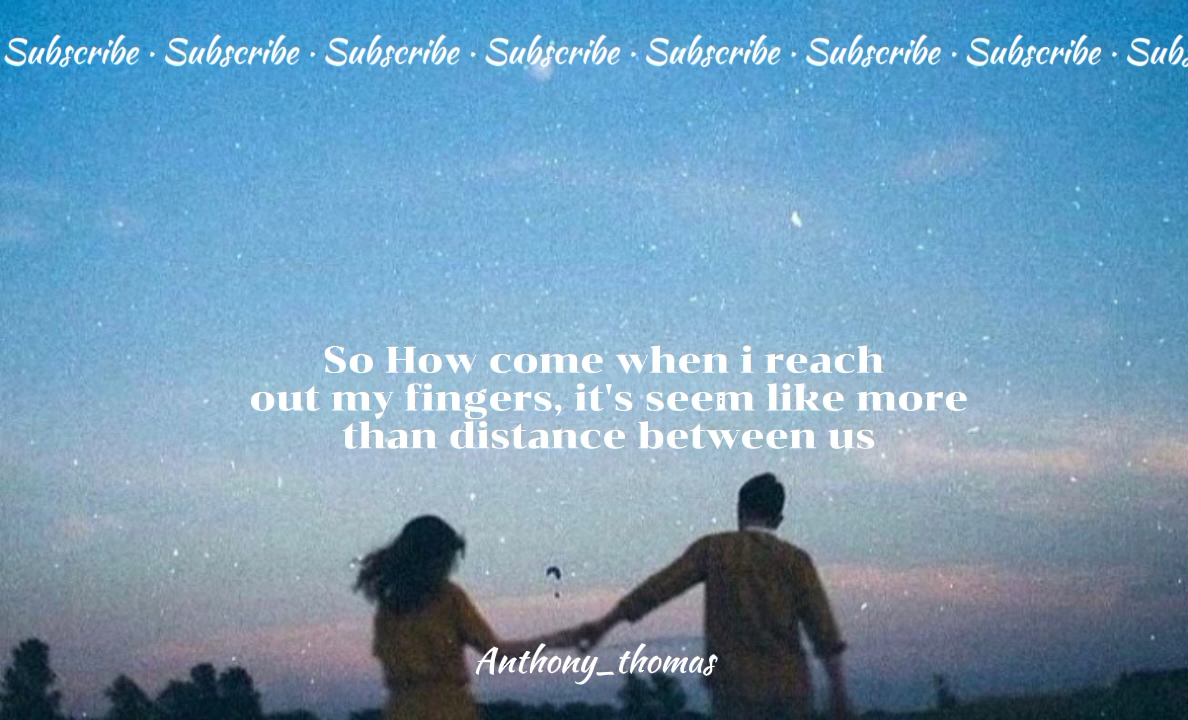 Subscribe · Subscribe · Subscribe · Subscribe · Subscribe · Subscribe · Subscribe · Subs
So How come when i reach
out my fingers, it's seem like more
than distance between us
Anthony_thomas